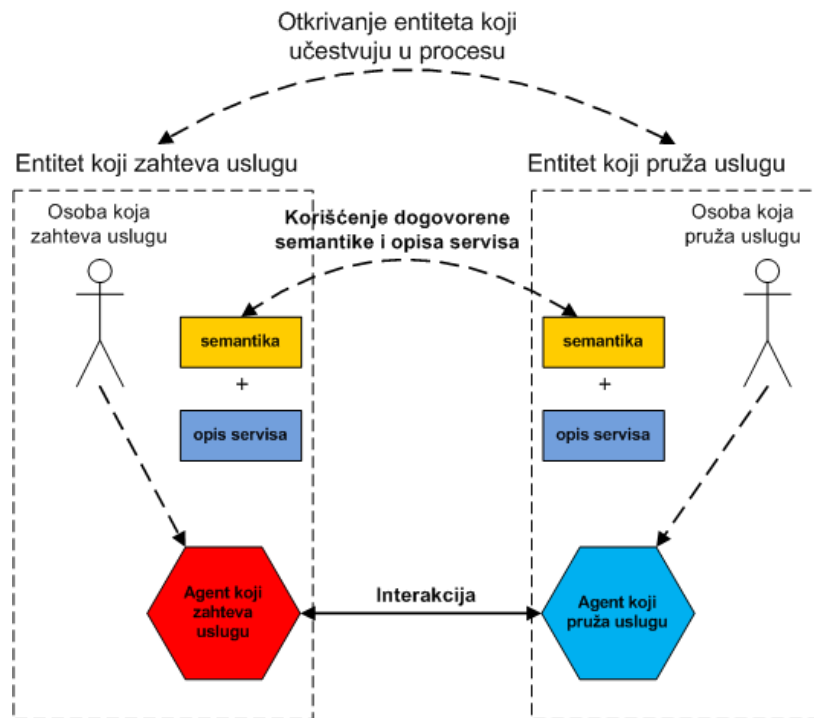 Otkrivanje entiteta koji
učestvuju u procesu
Entitet koji zahteva uslugu
Entitet koji pruža uslugu
Osoba koja
zahteva uslugu
Korišćenje dogovorene
semantike i opisa servisa
Osoba koja
pruža uslugu
semantika
+
opis servisa
semantika
+
opis servisa
Agent koji
zahteva
uslugu
Interakcija
Agent koji
pruža uslugu